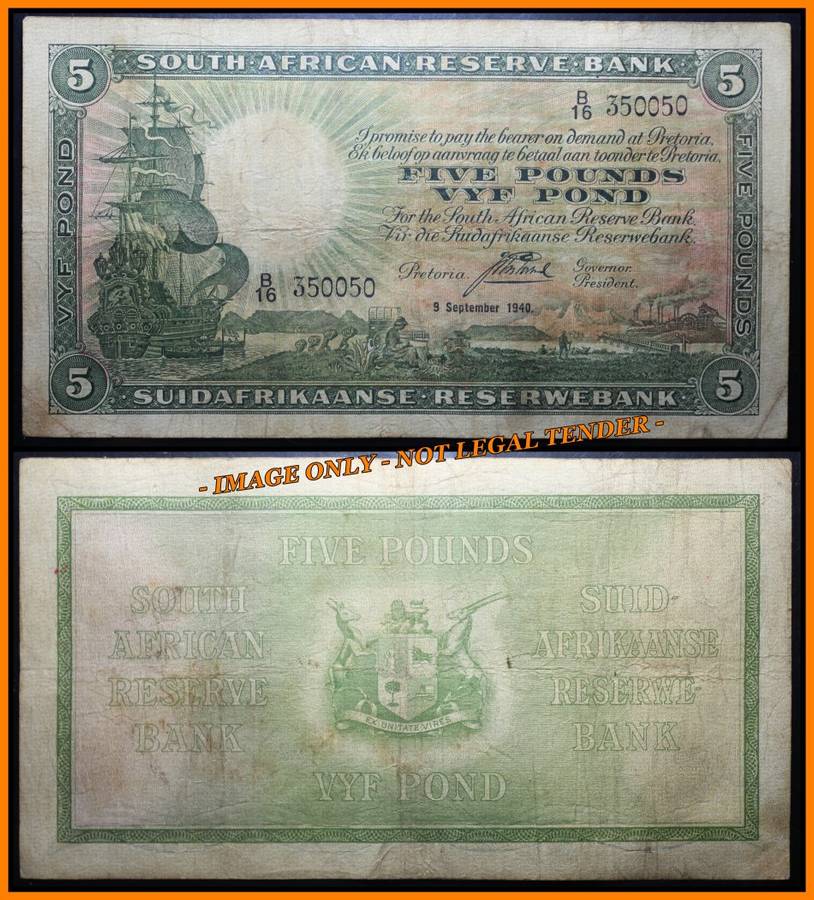 5 · SOUTH · AFRICAN · RESERVE · BANK · 5
B/16 350050
I promise to pay the bearer on demand at Pretoria.
Ek beloof op aanvraag te betaal aan toonder te Pretoria.
FIVE POUNDS
VYF POND
For the South African Reserve Bank.
Vir die Suidafrikaanse Reserwebank.
VYF POND
FIVE POUNDS
B/16 350050
Pretoria.
Governor.
President.
9 September 1940.
5 · SUIDAFRIKAANSE · RESERWEBANK · 5
- IMAGE ONLY - NOT LEGAL TENDER -
FIVE POUNDS
SOUTH
AFRICAN
RESERVE
BANK
SUID-
AFRIKAANSE
RESERWE-
BANK
EX UNITATE VIRES
VYF POND